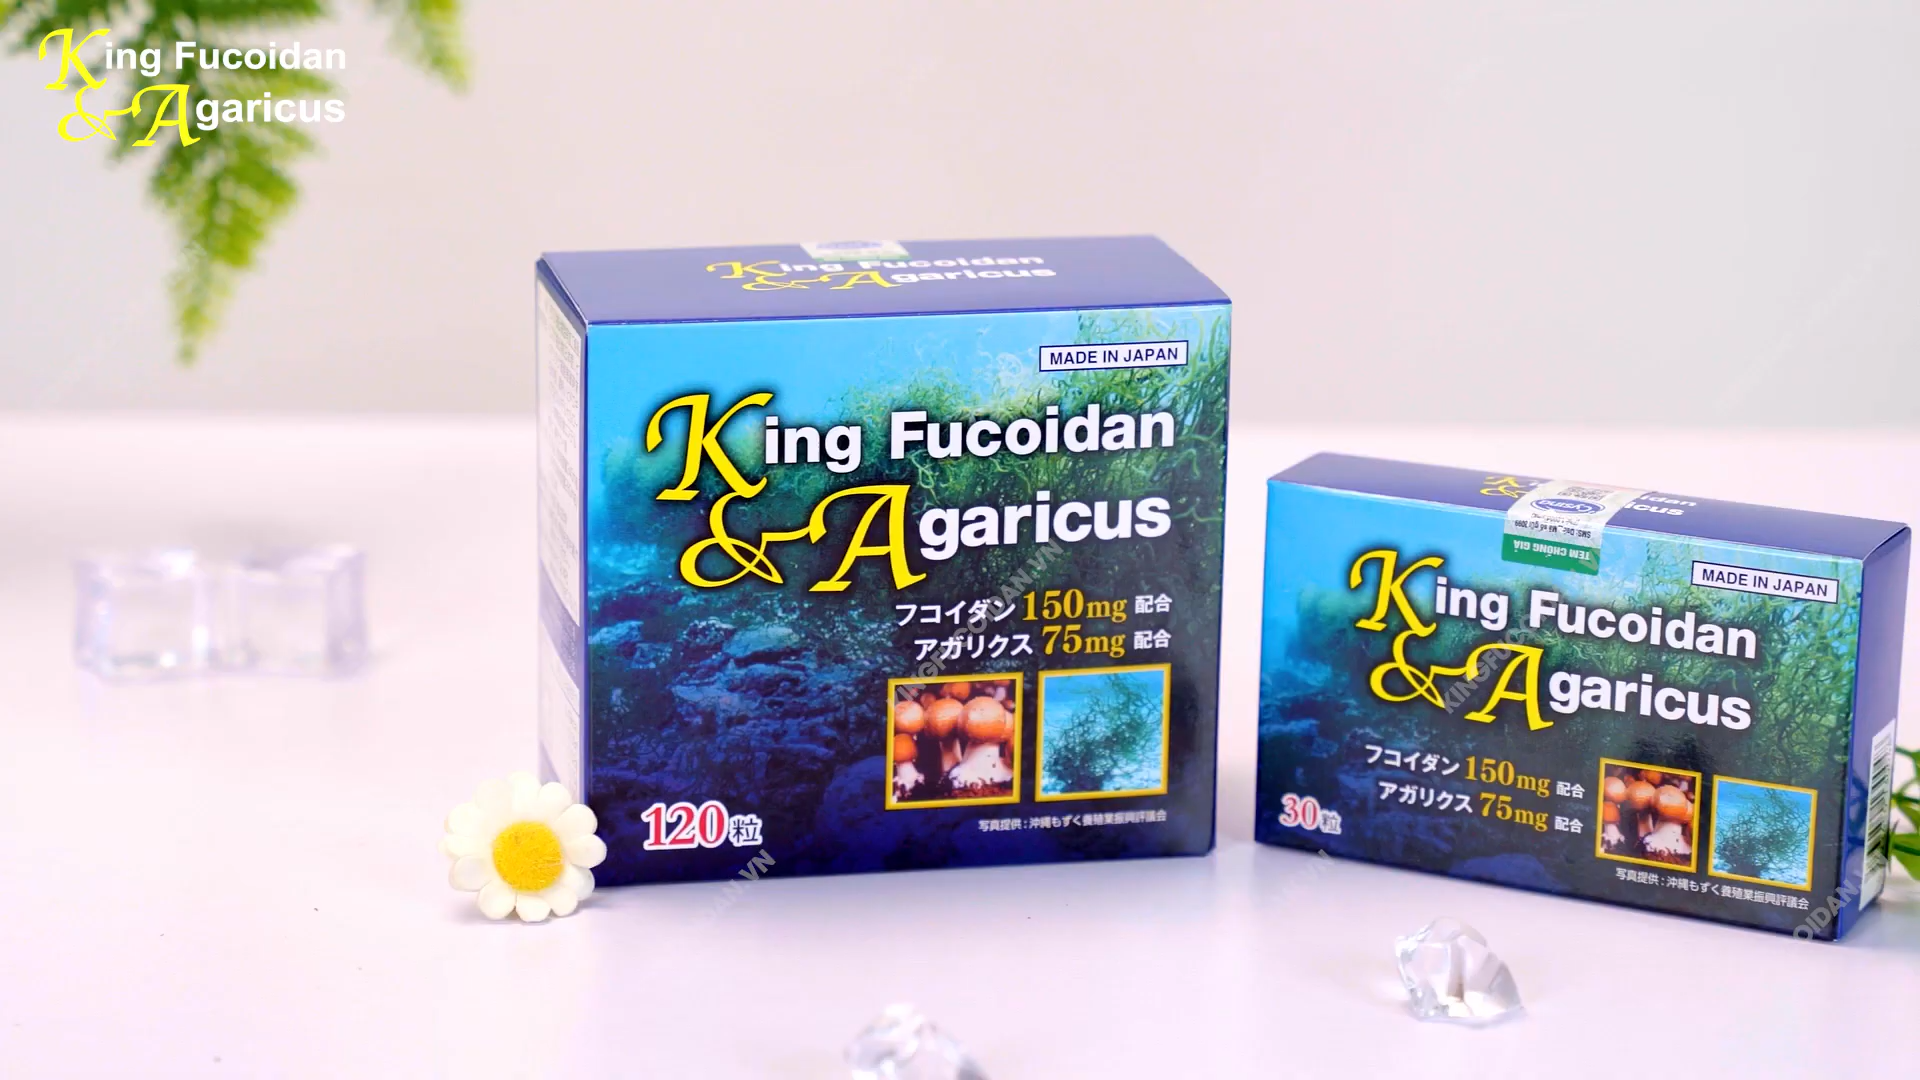 King Fucoidan
& Agaricus
King Fucoidan
& Agaricus
MADE IN JAPAN
King Fucoidan
& Agaricus
フコイダン 150mg 配合
アガリクス 75mg 配合
120粒
写真提供:沖縄もずく養殖業振興評議会
TEM CHỐNG GIẢ
MADE IN JAPAN
King Fucoidan
& Agaricus
フコイダン 150mg 配合
アガリクス 75mg 配合
30粒
写真提供:沖縄もずく養殖業振興評議会